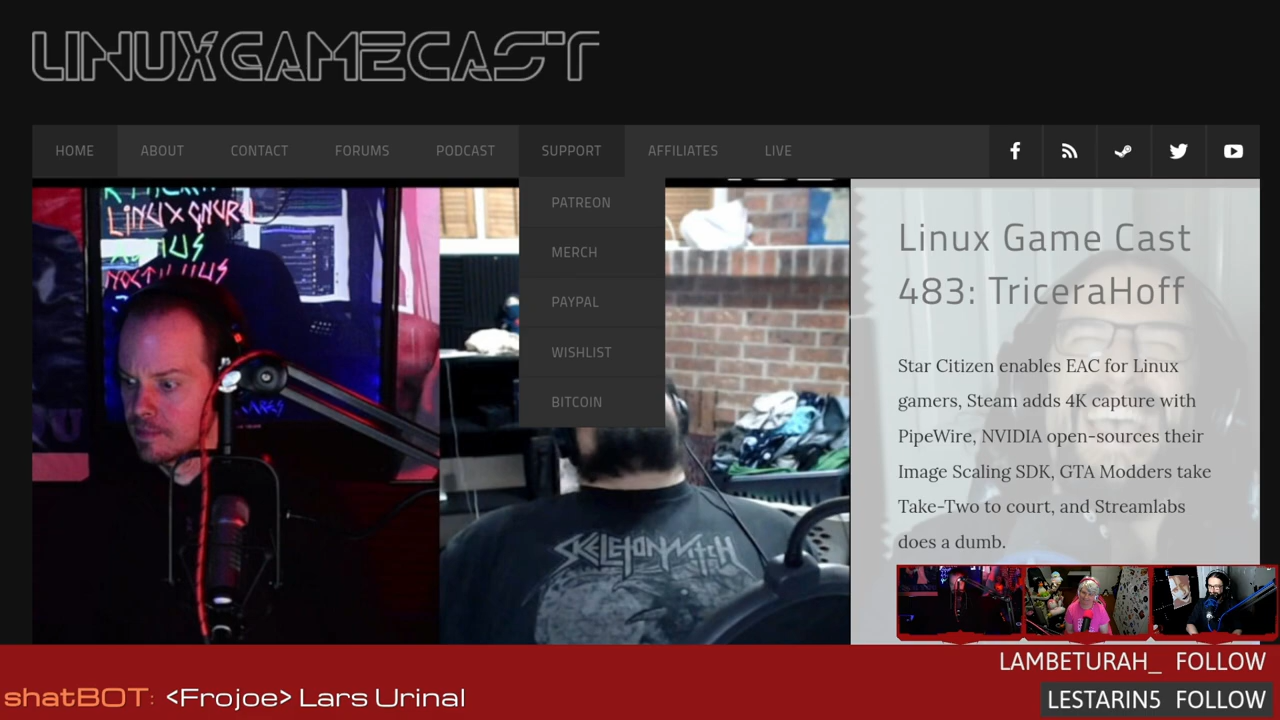 LINUXGAMECAST
HOME ABOUT CONTACT FORUMS PODCAST SUPPORT AFFILIATES LIVE
PATREON
MERCH
PAYPAL
WISHLIST
BITCOIN
LINUXGNURU
NOCTILUUS
SKELETONWITCH
Linux Game Cast
483: TriceraHoff
Star Citizen enables EAC for Linux
gamers, Steam adds 4K capture with
PipeWire, NVIDIA open-sources their
Image Scaling SDK, GTA Modders take
Take-Two to court, and Streamlabs
does a dumb.
LAMBETURAH_ FOLLOW
shatBOT: <Frojoe> Lars Urinal
LESTARIN5 FOLLOW